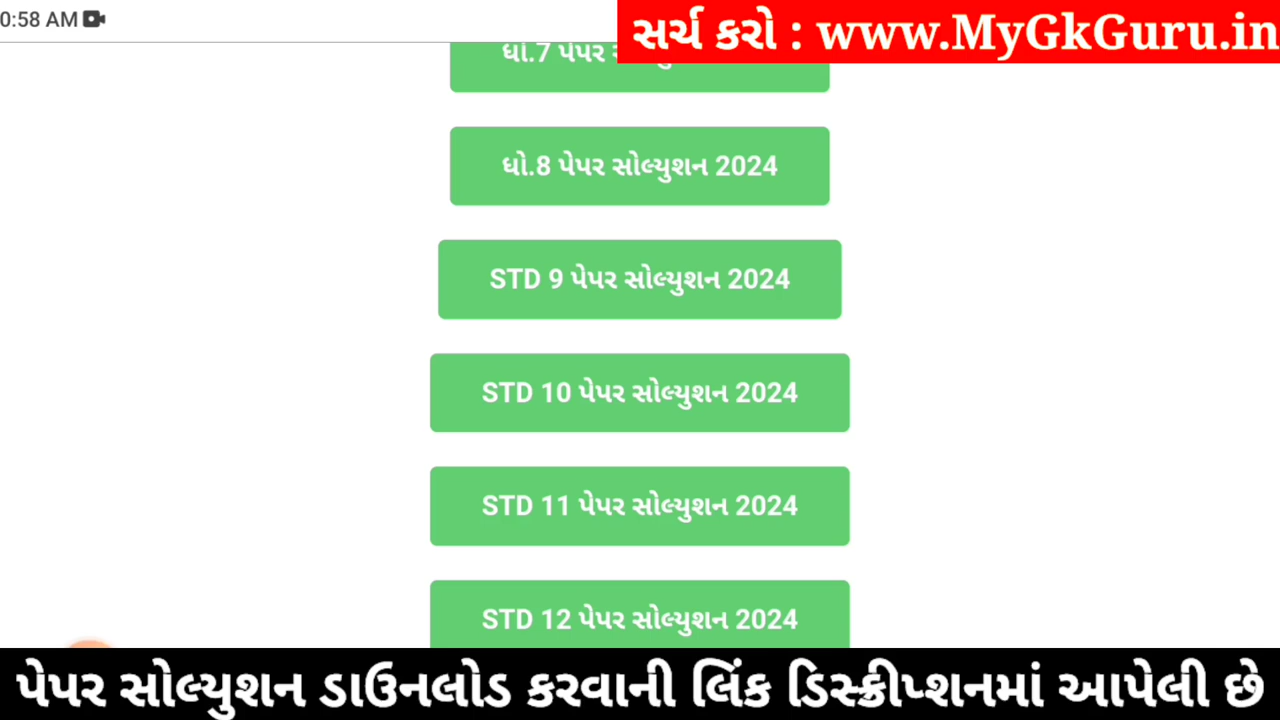 0:58 AM
સર્ચ કરો : www.MyGkGuru.in
ધો.7 પેપર
ધો.8 પેપર સોલ્યુશન 2024
STD 9 પેપર સોલ્યુશન 2024
STD 10 પેપર સોલ્યુશન 2024
STD 11 પેપર સોલ્યુશન 2024
STD 12 પેપર સોલ્યુશન 2024
પેપર સોલ્યુશન ડાઉનલોડ કરવાની લિંક ડિસ્ક્રીપ્શનમાં આપેલી છે